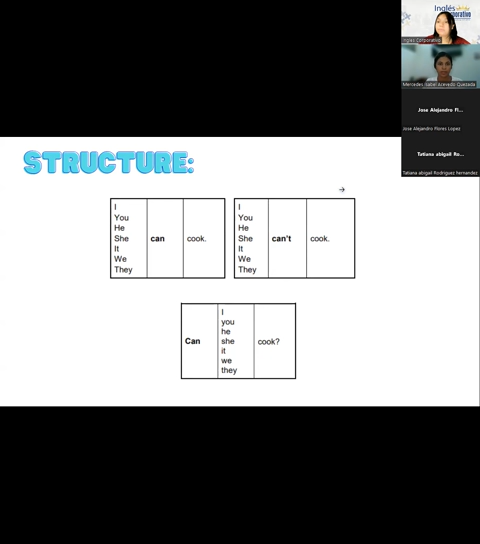 Inglés
Corporativo
Inglés Corporativo
Mercedes Isabel Acevedo Quezada
Jose Alejandro Fl...
Jose Alejandro Flores Lopez
Tatiana abigail Ro...
Tatiana abigail Rodriguez hernandez
STRUCTURE:
I
You
He
She
It
We
They
can
cook.
I
You
He
She
It
We
They
can't
cook.
Can
I
you
he
she
it
we
they
cook?